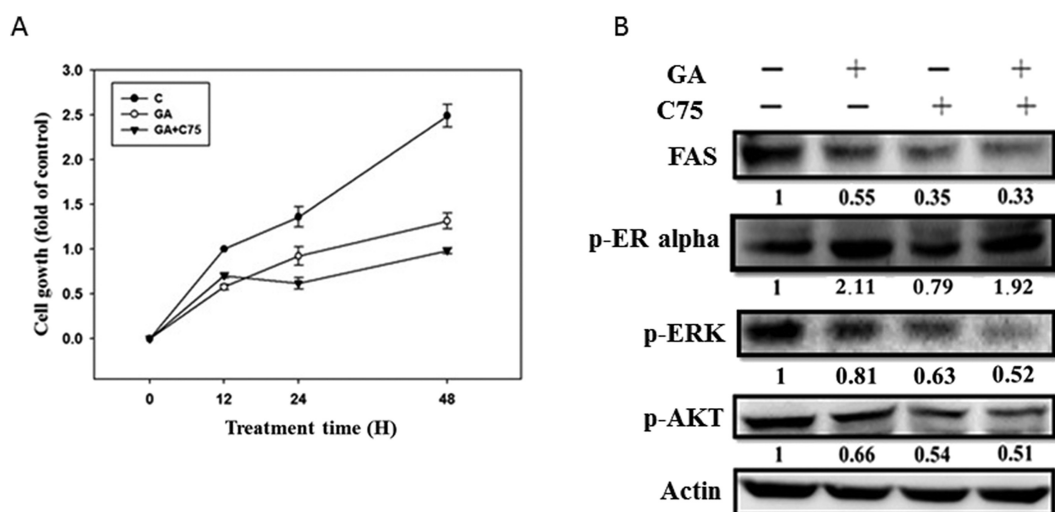 A
Cell gowth (fold of control)
3.0
2.5
2.0
1.5
1.0
0.5
0.0
C
GA
GA+C75
0 12 24 48
Treatment time (H)
B
GA − + − +
C75 − − + +
FAS
1 0.55 0.35 0.33
p-ER alpha
1 2.11 0.79 1.92
p-ERK
1 0.81 0.63 0.52
p-AKT
1 0.66 0.54 0.51
Actin